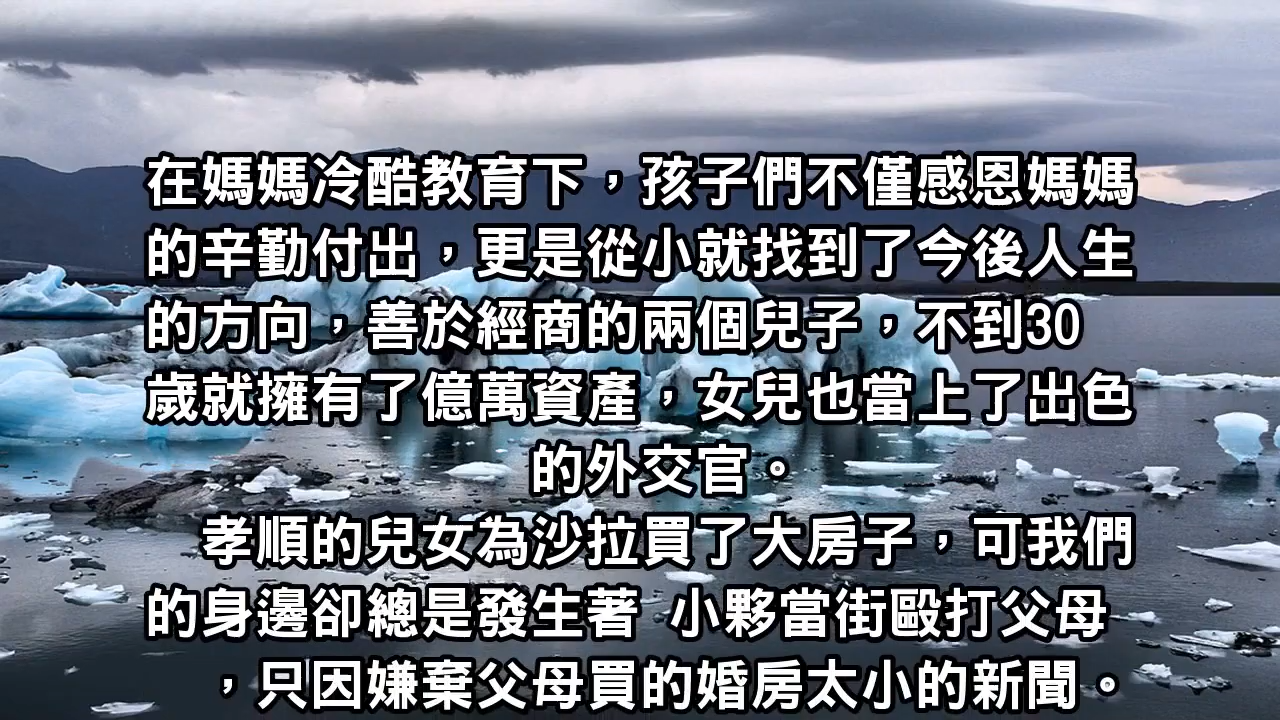 在媽媽冷酷教育下，孩子們不僅感恩媽媽
的辛勤付出，更是從小就找到了今後人生
的方向，善於經商的兩個兒子，不到30
歲就擁有了億萬資產，女兒也當上了出色
的外交官。
孝順的兒女為沙拉買了大房子，可我們
的身邊卻總是發生著 小夥當街毆打父母
，只因嫌棄父母買的婚房太小的新聞。